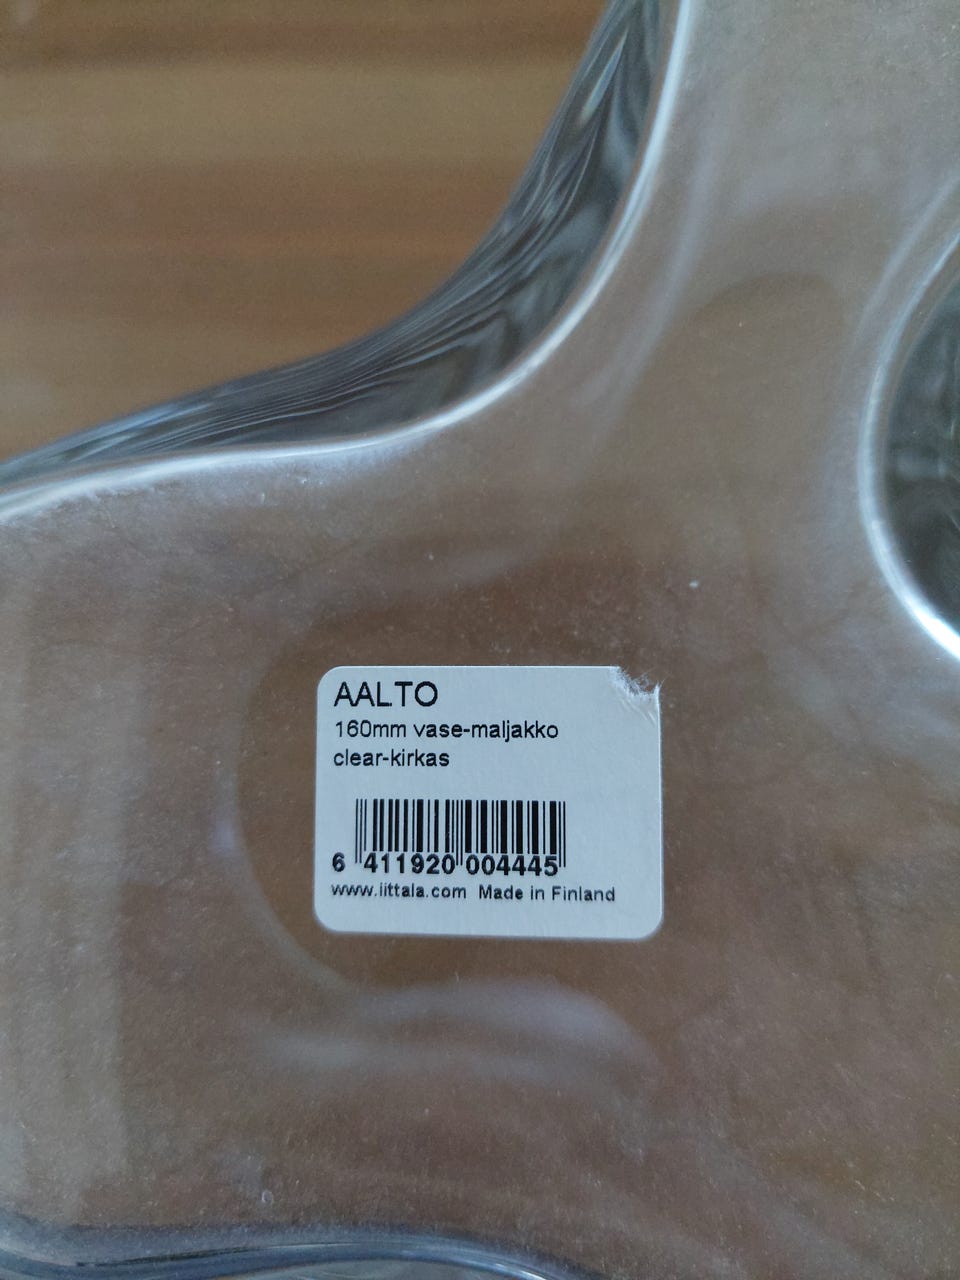 AALTO
160mm vase-maljakko
clear-kirkas
6 411920 004445
www.iittala.com Made in Finland